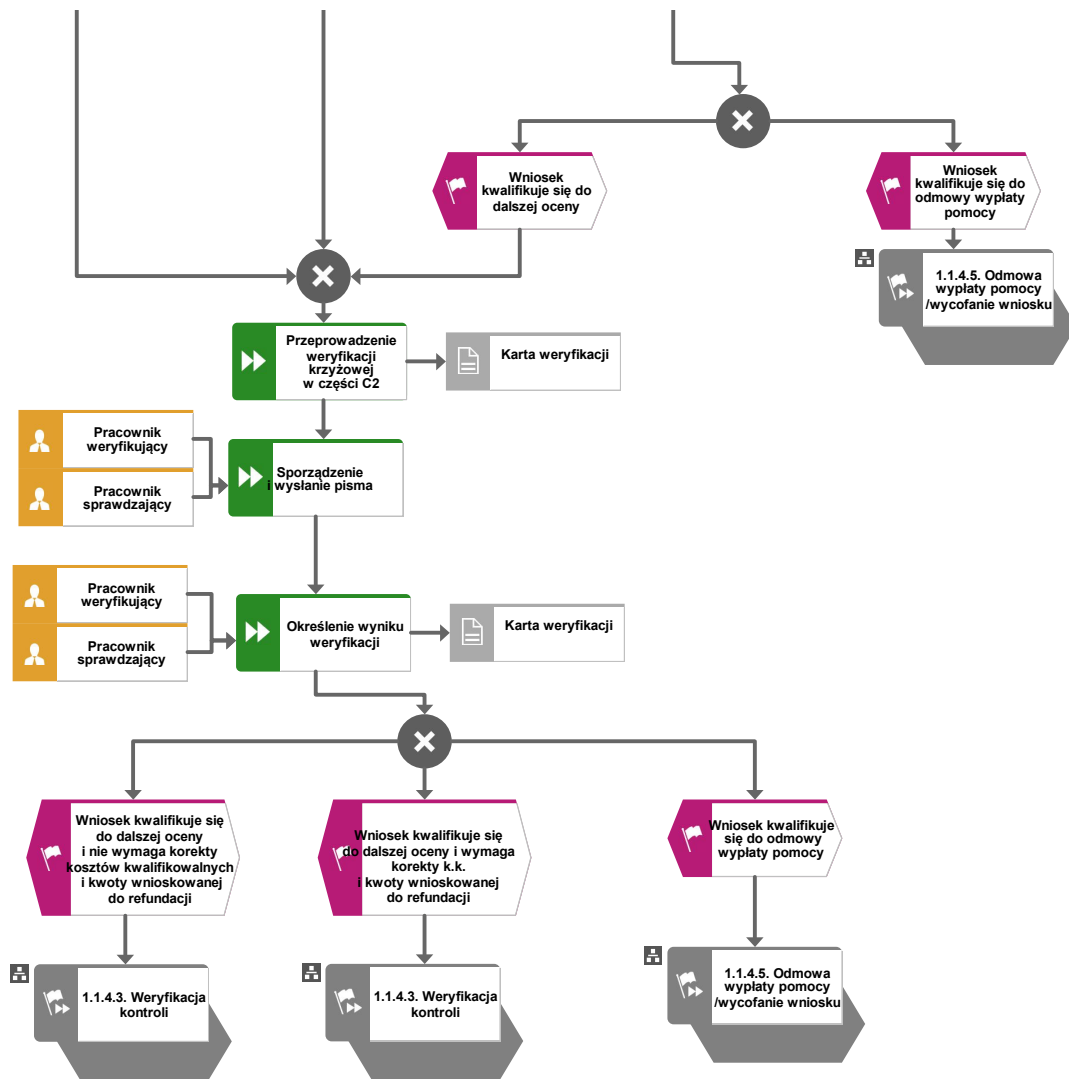 Wniosek
kwalifikuje się do
dalszej oceny
Wniosek
kwalifikuje się do
odmowy wypłaty
pomocy
1.1.4.5. Odmowa
wypłaty pomocy
/wycofanie wniosku
Przeprowadzenie
weryfikacji
krzyżowej
w części C2
Karta weryfikacji
Pracownik
weryfikujący
Pracownik
sprawdzający
Sporządzenie
i wysłanie pisma
Pracownik
weryfikujący
Pracownik
sprawdzający
Określenie wyniku
weryfikacji
Karta weryfikacji
Wniosek kwalifikuje się
do dalszej oceny
i nie wymaga korekty
kosztów kwalifikowalnych
i kwoty wnioskowanej
do refundacji
Wniosek kwalifikuje się
do dalszej oceny i wymaga
korekty k.k.
i kwoty wnioskowanej
do refundacji
Wniosek kwalifikuje
się do odmowy
wypłaty pomocy
1.1.4.3. Weryfikacja
kontroli
1.1.4.3. Weryfikacja
kontroli
1.1.4.5. Odmowa
wypłaty pomocy
/wycofanie wniosku